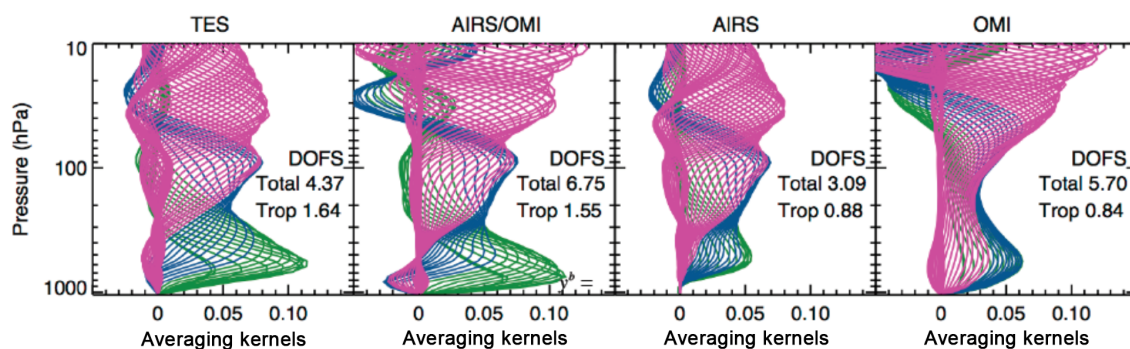 TES AIRS/OMI AIRS OMI
Pressure (hPa)
10
100
1000
DOFS
Total 4.37
Trop 1.64
DOFS
Total 6.75
Trop 1.55
DOFS
Total 3.09
Trop 0.88
DOFS
Total 5.70
Trop 0.84
y^b =
0 0.05 0.10 0 0.05 0.10 0 0.05 0.10 0 0.05 0.10
Averaging kernels Averaging kernels Averaging kernels Averaging kernels